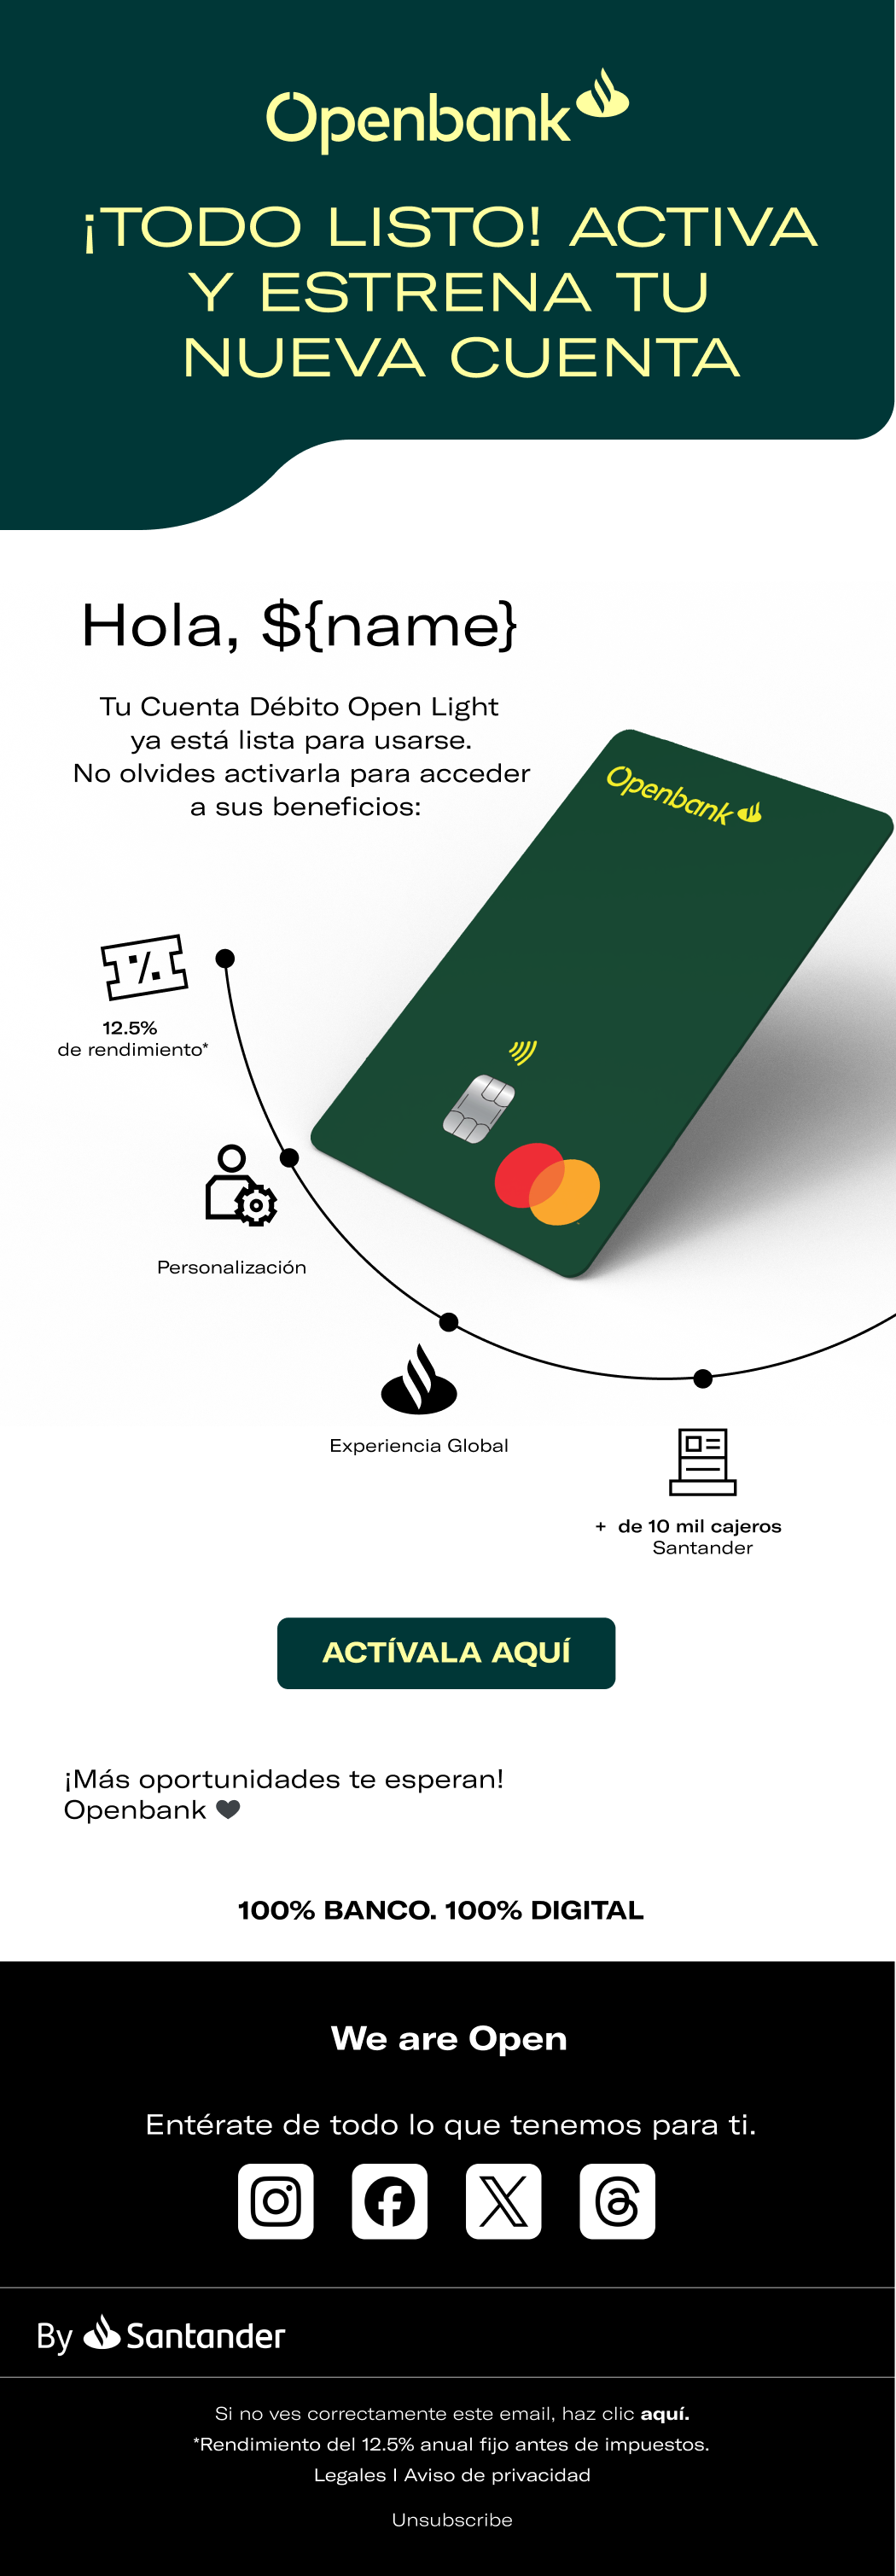 Openbank
¡TODO LISTO! ACTIVA
Y ESTRENA TU
NUEVA CUENTA
Hola, ${name}
Tu Cuenta Débito Open Light
ya está lista para usarse.
No olvides activarla para acceder
a sus beneficios:
Openbank
12.5%
de rendimiento*
Personalización
Experiencia Global
+ de 10 mil cajeros
Santander
ACTÍVALA AQUÍ
¡Más oportunidades te esperan!
Openbank 🖤
100% BANCO. 100% DIGITAL
We are Open
Entérate de todo lo que tenemos para ti.
By Santander
Si no ves correctamente este email, haz clic aquí.
*Rendimiento del 12.5% anual fijo antes de impuestos.
Legales I Aviso de privacidad
Unsubscribe